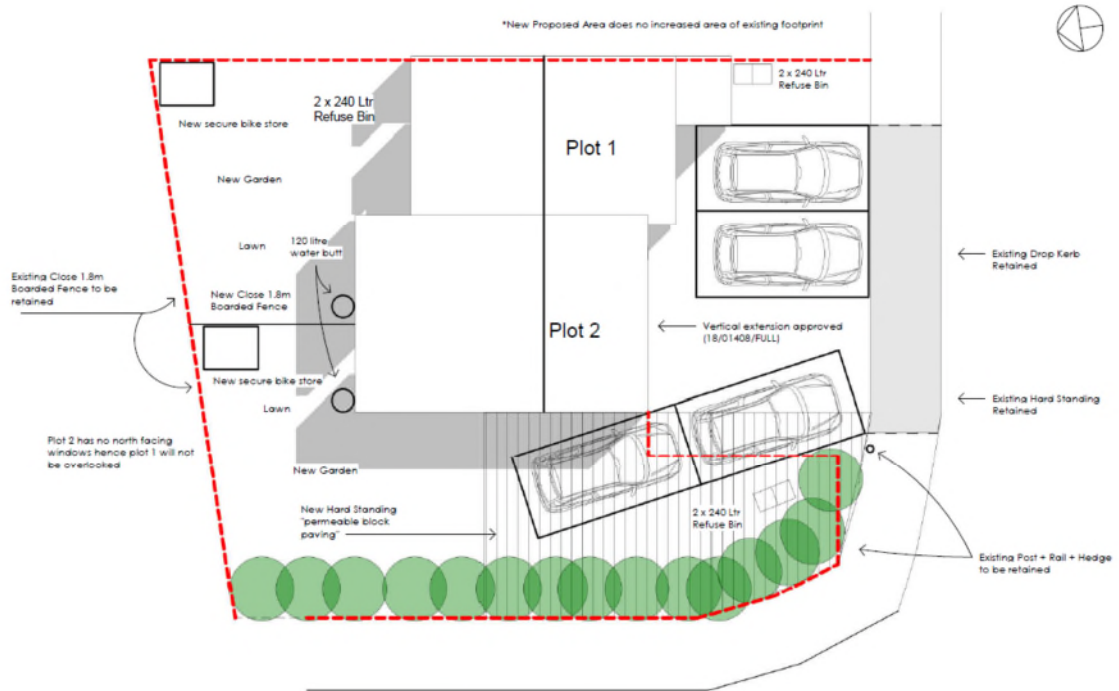 *New Proposed Area does no increased area of existing footprint
2 x 240 Ltr
Refuse Bin
2 x 240 Ltr
Refuse Bin
New secure bike store
Plot 1
New Garden
Lawn
120 litre
water butt
Existing Drop Kerb
Retained
Existing Close 1.8m
Boarded Fence to be
retained
New Close 1.8m
Boarded Fence
Plot 2
Vertical extension approved
(18/01408/FULL)
New secure bike store
Lawn
Existing Hard Standing
Retained
Plot 2 has no north facing
windows hence plot 1 will not
be overlooked
New Garden
New Hard Standing
"permeable block
paving"
2 x 240 Ltr
Refuse Bin
Existing Post + Rail + Hedge
to be retained